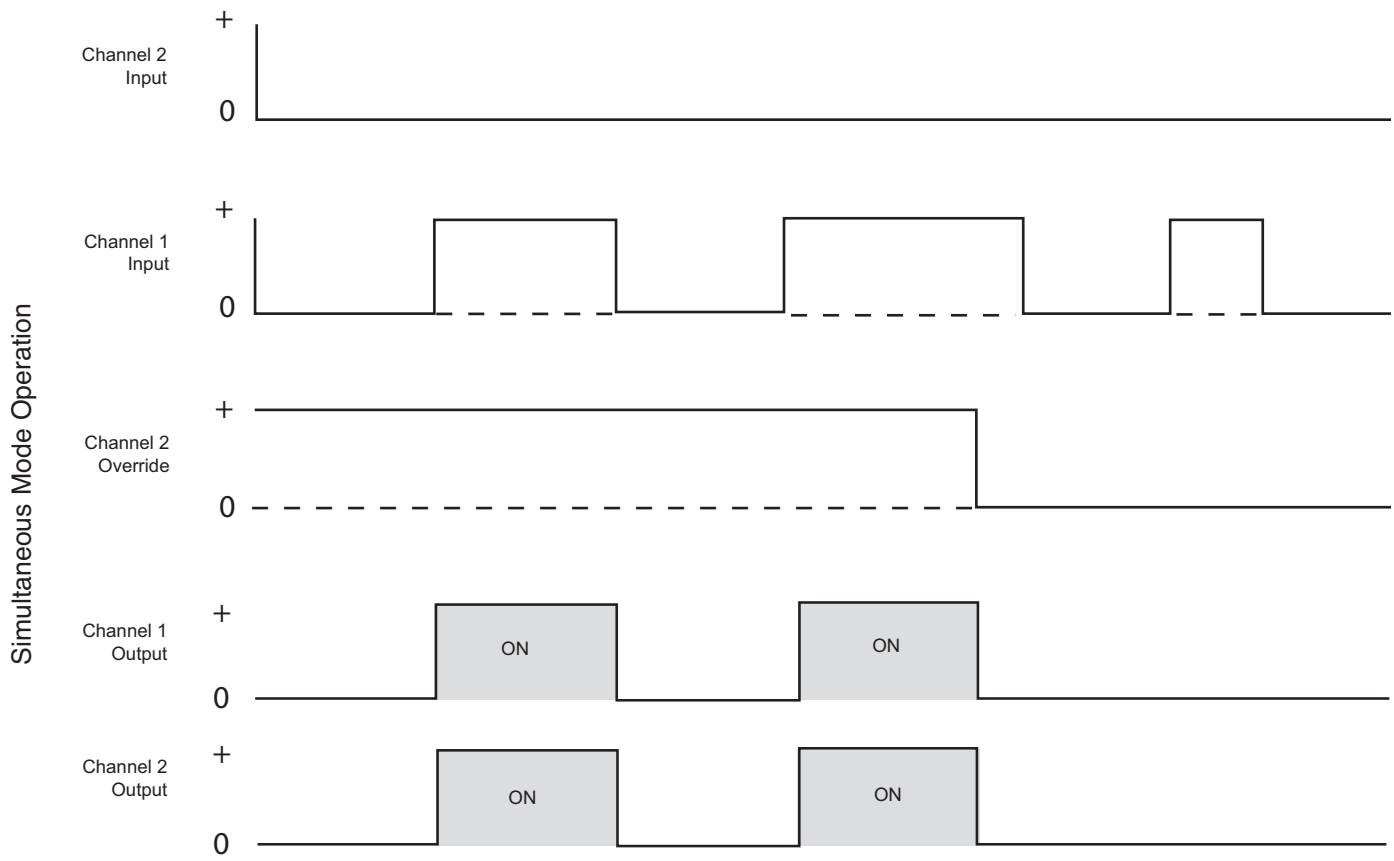 Simultaneous Mode Operation
+
Channel 2
Input
0
+
Channel 1
Input
0
+
Channel 2
Override
0
+
Channel 1
Output
ON
ON
0
+
Channel 2
Output
ON
ON
0